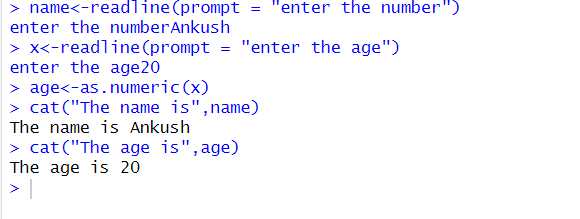 > name<-readline(prompt = "enter the number")
enter the numberAnkush
> x<-readline(prompt = "enter the age")
enter the age20
> age<-as.numeric(x)
> cat("The name is",name)
The name is Ankush
> cat("The age is",age)
The age is 20
>